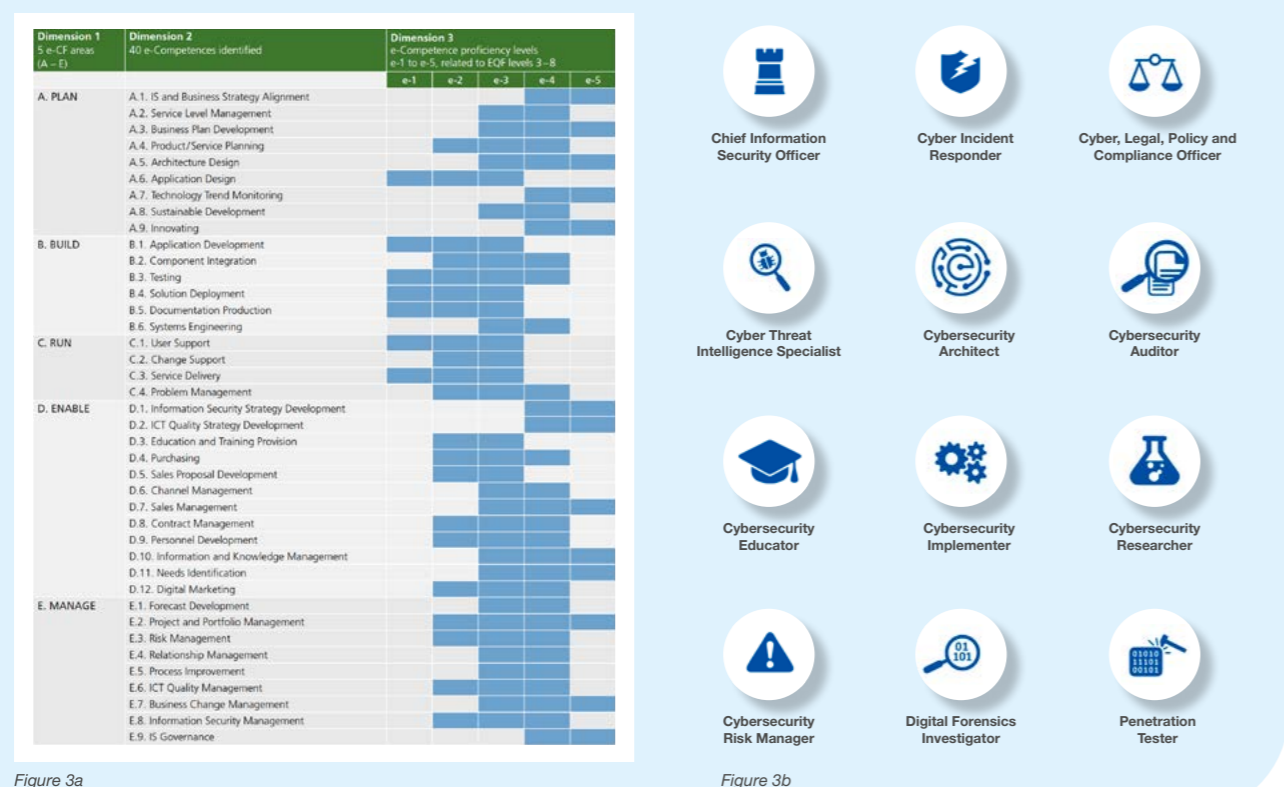 Dimension 1
5 e-CF areas
(A – E)
Dimension 2
40 e-Competences identified
Dimension 3
e-Competence proficiency levels
e-1 to e-5, related to EQF levels 3–8
e-1 e-2 e-3 e-4 e-5
A. PLAN
A.1. IS and Business Strategy Alignment
A.2. Service Level Management
A.3. Business Plan Development
A.4. Product/Service Planning
A.5. Architecture Design
A.6. Application Design
A.7. Technology Trend Monitoring
A.8. Sustainable Development
A.9. Innovating
B. BUILD
B.1. Application Development
B.2. Component Integration
B.3. Testing
B.4. Solution Deployment
B.5. Documentation Production
B.6. Systems Engineering
C. RUN
C.1. User Support
C.2. Change Support
C.3. Service Delivery
C.4. Problem Management
D. ENABLE
D.1. Information Security Strategy Development
D.2. ICT Quality Strategy Development
D.3. Education and Training Provision
D.4. Purchasing
D.5. Sales Proposal Development
D.6. Channel Management
D.7. Sales Management
D.8. Contract Management
D.9. Personnel Development
D.10. Information and Knowledge Management
D.11. Needs Identification
D.12. Digital Marketing
E. MANAGE
E.1. Forecast Development
E.2. Project and Portfolio Management
E.3. Risk Management
E.4. Relationship Management
E.5. Process Improvement
E.6. ICT Quality Management
E.7. Business Change Management
E.8. Information Security Management
E.9. IS Governance
Figure 3a
Chief Information
Security Officer
Cyber Incident
Responder
Cyber, Legal, Policy and
Compliance Officer
Cyber Threat
Intelligence Specialist
Cybersecurity
Architect
Cybersecurity
Auditor
Cybersecurity
Educator
Cybersecurity
Implementer
Cybersecurity
Researcher
01
101
01010
11101
00101
Cybersecurity
Risk Manager
Digital Forensics
Investigator
Penetration
Tester
Figure 3b